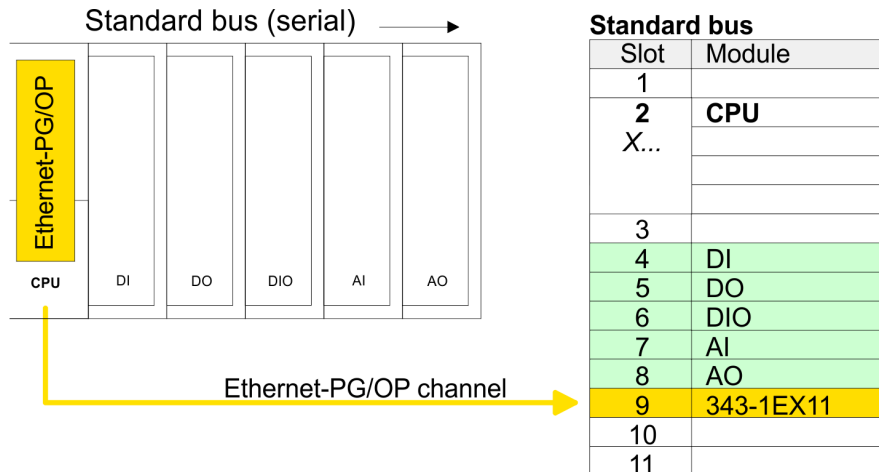 Standard bus (serial)
Ethernet-PG/OP
CPU DI DO DIO AI AO
Ethernet-PG/OP channel
Standard bus
Slot Module
1
2 CPU
X...
3
4 DI
5 DO
6 DIO
7 AI
8 AO
9 343-1EX11
10
11